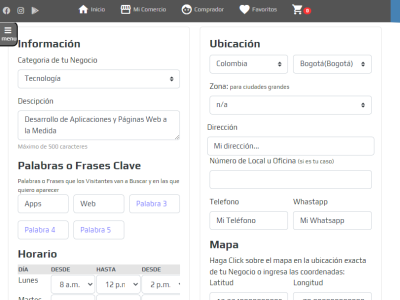 Inicio
Mi Comercio
Comprador
Favoritos
0
menu
Información
Categoria de tu Negocio
Tecnología
Descipción
Desarrollo de Aplicaciones y Páginas Web a
la Medida
Máximo de 500 caracteres
Palabras o Frases Clave
Palabras o Frases que los Visitantes van a Buscar y en las que
quiero aparecer
Apps
Web
Palabra 3
Palabra 4
Palabra 5
Horario
DÍA
DESDE
HASTA
DESDE
Lunes
8 a.m.
12 p.m
2 p.m.
Martes
Ubicación
Colombia
Bogotá(Bogotá)
Zona: para ciudades grandes
n/a
Dirección
Mi dirección...
Número de Local u Oficina (si es tu caso)
Telefono
Whastapp
Mi Teléfono
Mi Whatsapp
Mapa
Haga Click sobre el mapa en la ubicación exacta
de tu Negocio o ingresa las coordenadas:
Latitud
Longitud